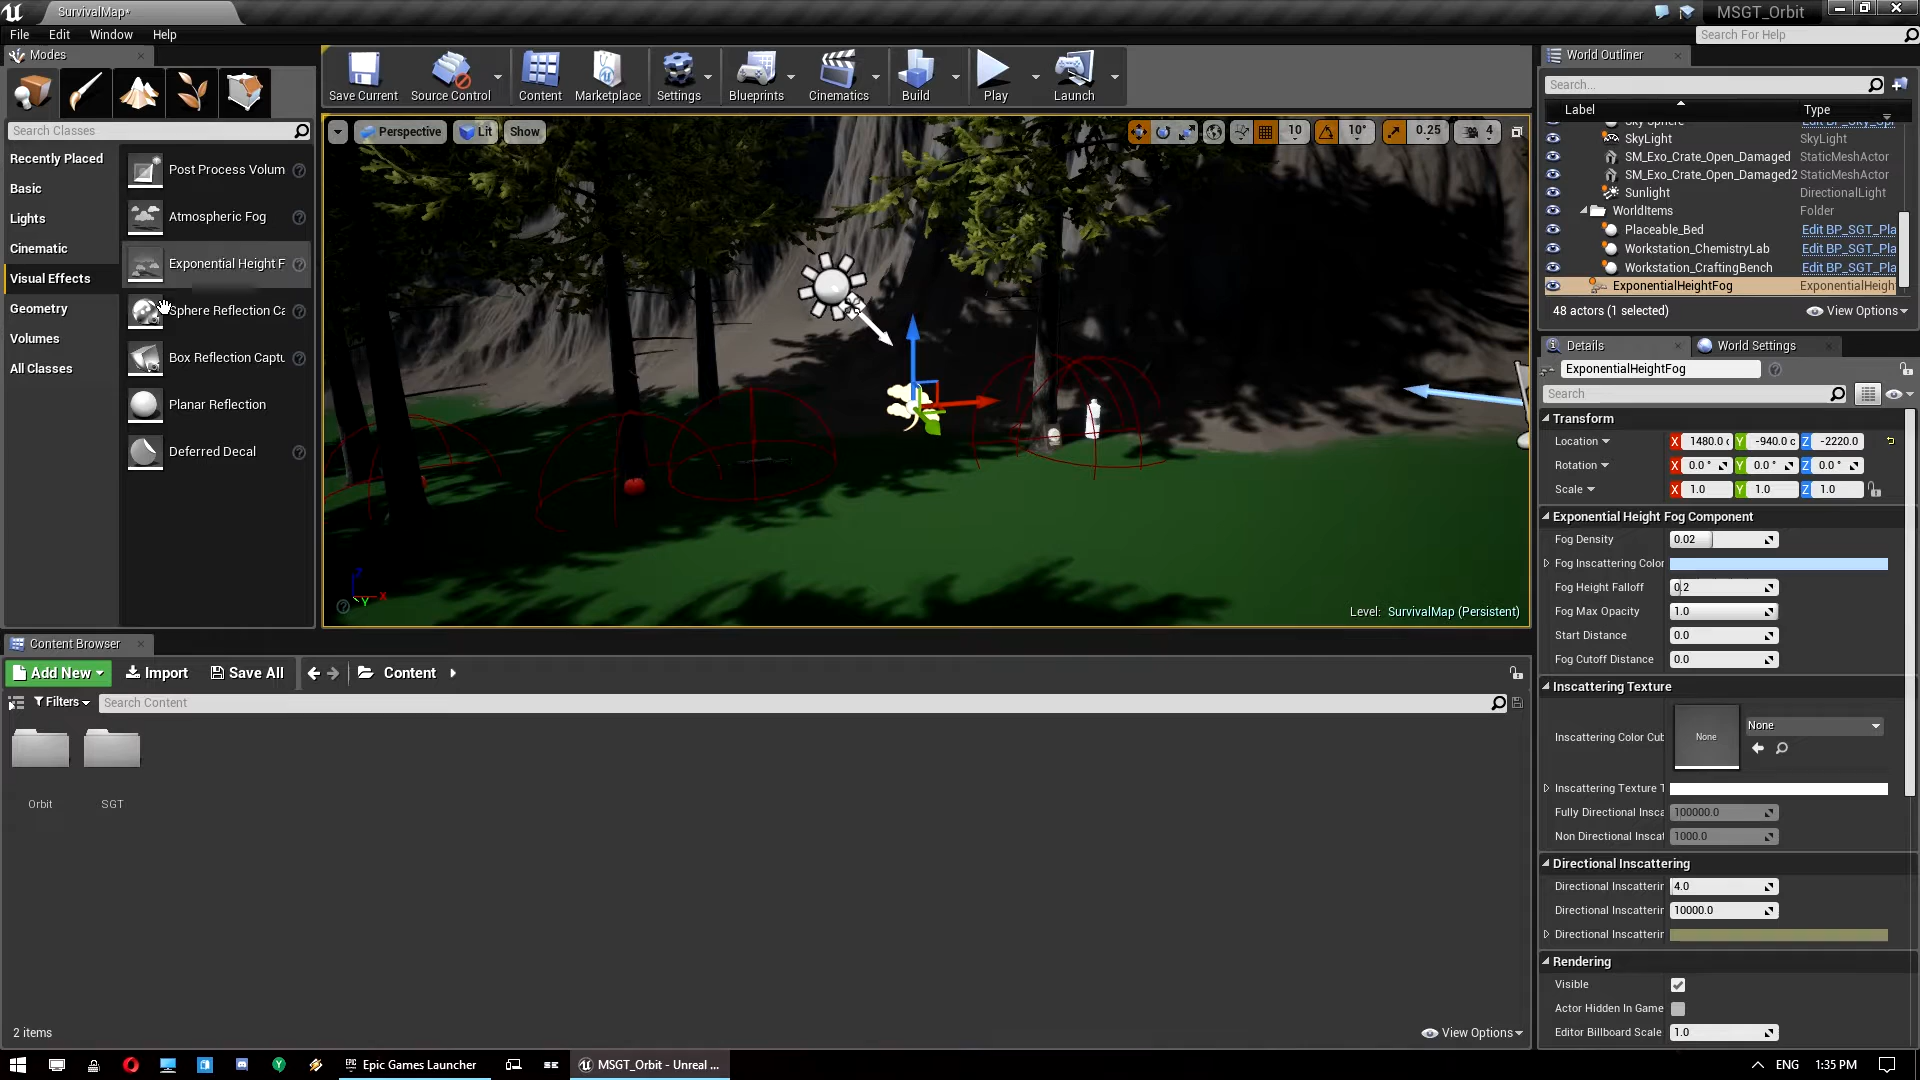 SurvivalMap*
MSGT_Orbit
File Edit Window Help
Search For Help
Modes
Search Classes
Recently Placed
Basic
Lights
Cinematic
Visual Effects
Geometry
Volumes
All Classes
Post Process Volum
Atmospheric Fog
Exponential Height F
Sphere Reflection Ca
Box Reflection Captu
Planar Reflection
Deferred Decal
Save Current
Source Control
Content
Marketplace
Settings
Blueprints
Cinematics
Build
Play
Launch
Perspective Lit Show
10 10° 0.25 4
Level: SurvivalMap (Persistent)
World Outliner
Search...
Label Type
SkyLight SkyLight
SM_Exo_Crate_Open_Damaged StaticMeshActor
SM_Exo_Crate_Open_Damaged2 StaticMeshActor
Sunlight DirectionalLight
WorldItems Folder
Placeable_Bed Edit BP_SGT_Pla
Workstation_ChemistryLab Edit BP_SGT_Pla
Workstation_CraftingBench Edit BP_SGT_Pla
ExponentialHeightFog ExponentialHeigh
48 actors (1 selected) View Options
Details World Settings
ExponentialHeightFog
Search
Transform
Location X 1480.0 c Y -940.0 c Z -2220.0
Rotation X 0.0 ° Y 0.0 ° Z 0.0 °
Scale X 1.0 Y 1.0 Z 1.0
Exponential Height Fog Component
Fog Density 0.02
Fog Inscattering Color
Fog Height Falloff 0.2
Fog Max Opacity 1.0
Start Distance 0.0
Fog Cutoff Distance 0.0
Inscattering Texture
Inscattering Color Cub None None
Inscattering Texture T
Fully Directional Insca 100000.0
Non Directional Inscat 1000.0
Directional Inscattering
Directional Inscatterin 4.0
Directional Inscatterin 10000.0
Directional Inscatterin
Rendering
Visible
Actor Hidden In Game
Editor Billboard Scale 1.0
Content Browser
Add New Import Save All Content
Filters Search Content
Orbit SGT
2 items View Options
Epic Games Launcher MSGT_Orbit - Unreal ... ENG 1:35 PM